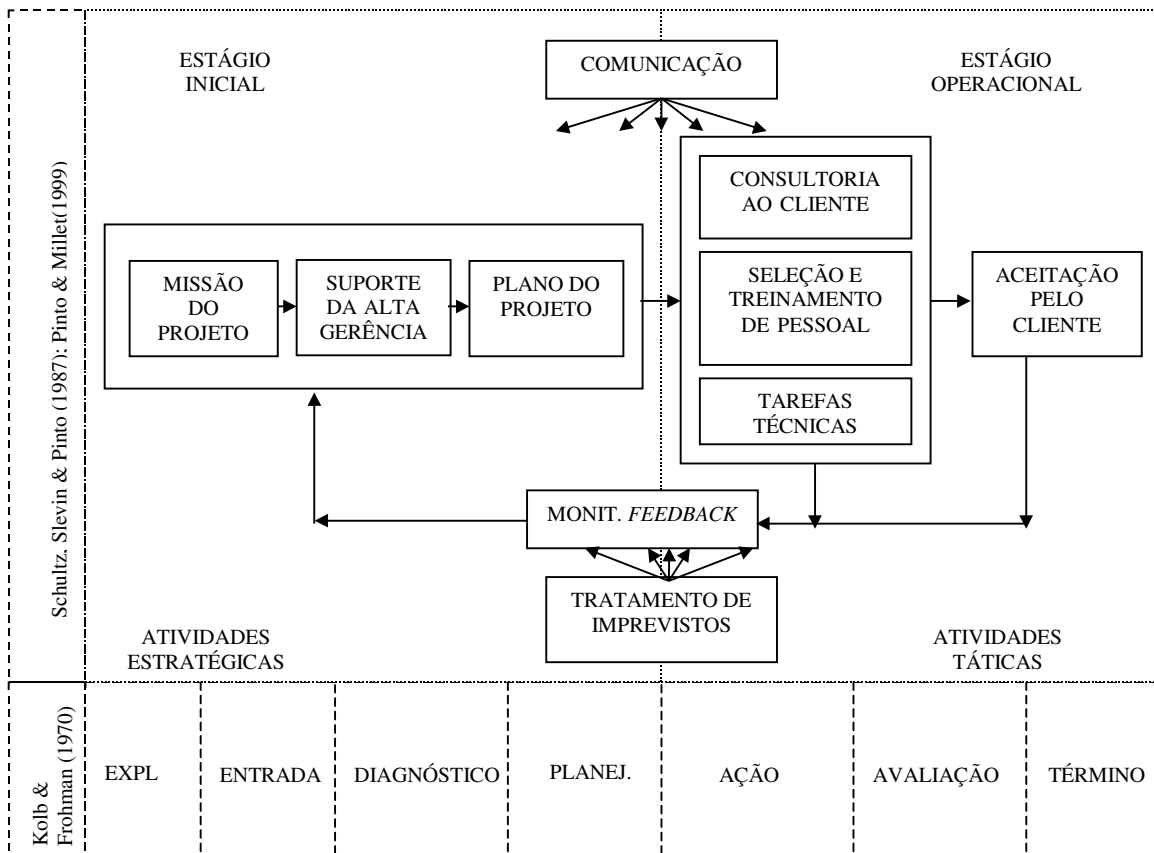 ESTÁGIO
INICIAL
COMUNICAÇÃO
ESTÁGIO
OPERACIONAL
CONSULTORIA
AO CLIENTE
MISSÃO
DO
PROJETO
SUPORTE
DA ALTA
GERÊNCIA
PLANO DO
PROJETO
SELEÇÃO E
TREINAMENTO
DE PESSOAL
ACEITAÇÃO
PELO
CLIENTE
TAREFAS
TÉCNICAS
MONIT. FEEDBACK
TRATAMENTO DE
IMPREVISTOS
ATIVIDADES
ESTRATÉGICAS
ATIVIDADES
TÁTICAS
Schultz. Slevin & Pinto (1987): Pinto & Millet(1999)
Kolb &
Frohman (1970)
EXPL
ENTRADA
DIAGNÓSTICO
PLANEJ.
AÇÃO
AVALIAÇÃO
TÉRMINO